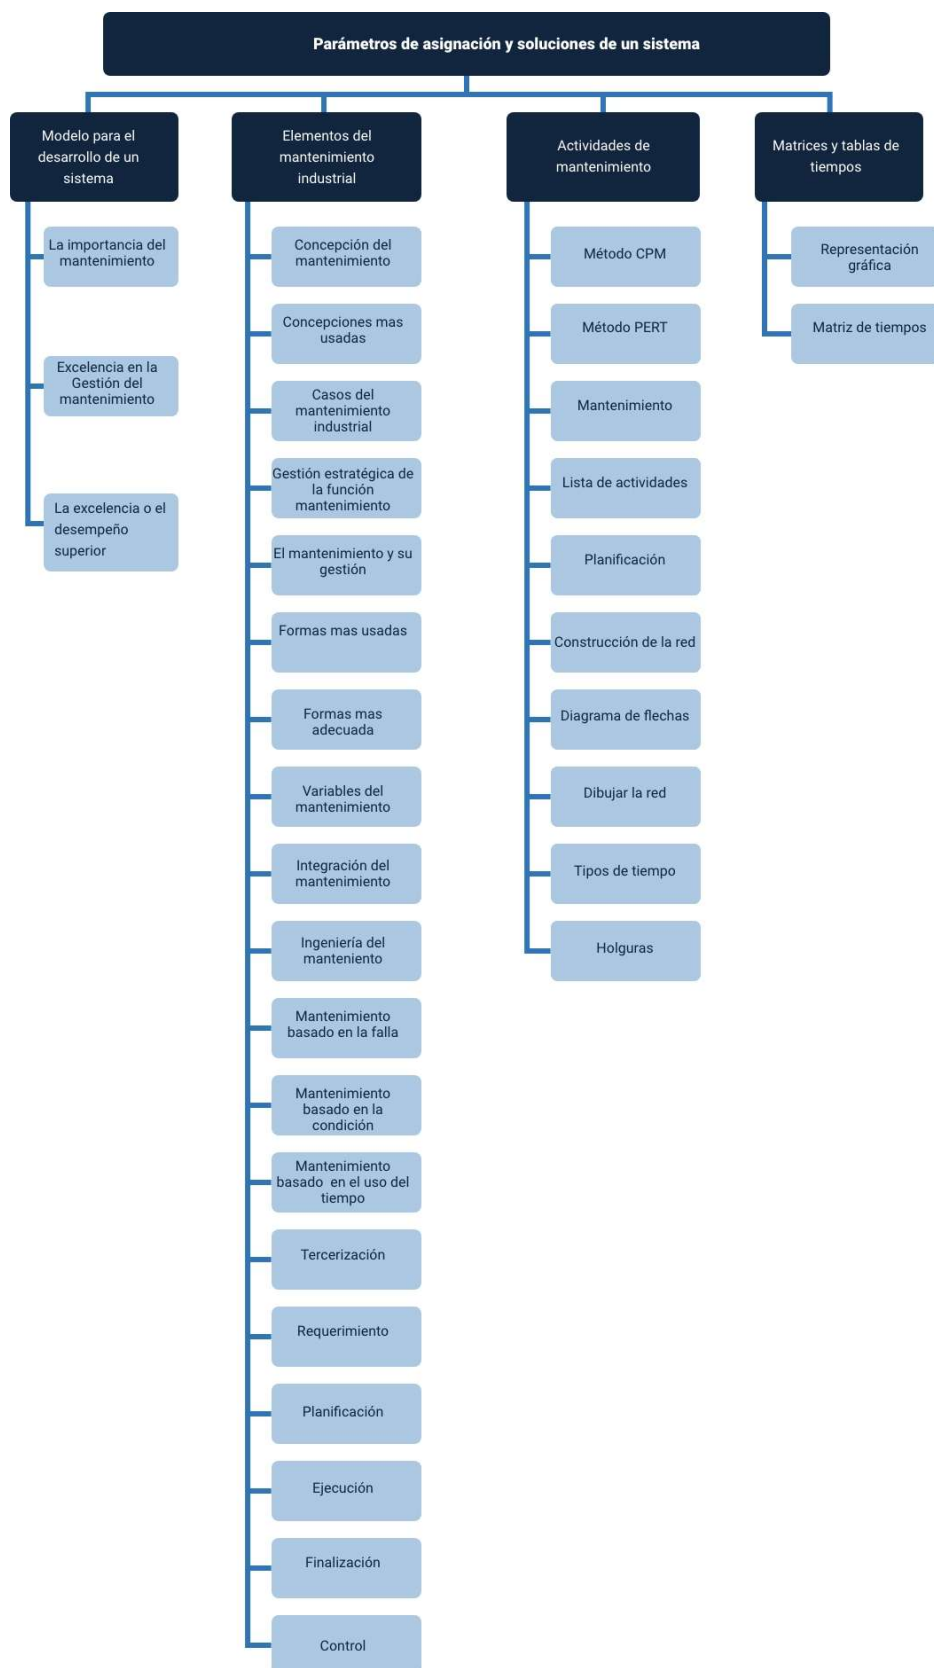 Parámetros de asignación y soluciones de un sistema
Modelo para el
desarrollo de un
sistema
La importancia del
mantenimiento
Excelencia en la
Gestión del
mantenimiento
La excelencia o el
desempeño
superior
Elementos del
mantenimiento
industrial
Concepción del
mantenimiento
Concepciones mas
usadas
Casos del
mantenimiento
industrial
Gestión estratégica de
la función
mantenimiento
El mantenimiento y su
gestión
Formas mas usadas
Formas mas
adecuada
Variables del
mantenimiento
Integración del
mantenimiento
Ingeniería del
manteniento
Mantenimiento
basado en la falla
Mantenimiento
basado en la
condición
Mantenimiento
basado en el uso del
tiempo
Tercerización
Requerimiento
Planificación
Ejecución
Finalización
Control
Actividades de
mantenimiento
Método CPM
Método PERT
Mantenimiento
Lista de actividades
Planificación
Construcción de la red
Diagrama de flechas
Dibujar la red
Tipos de tiempo
Holguras
Matrices y tablas de
tiempos
Representación
gráfica
Matriz de tiempos